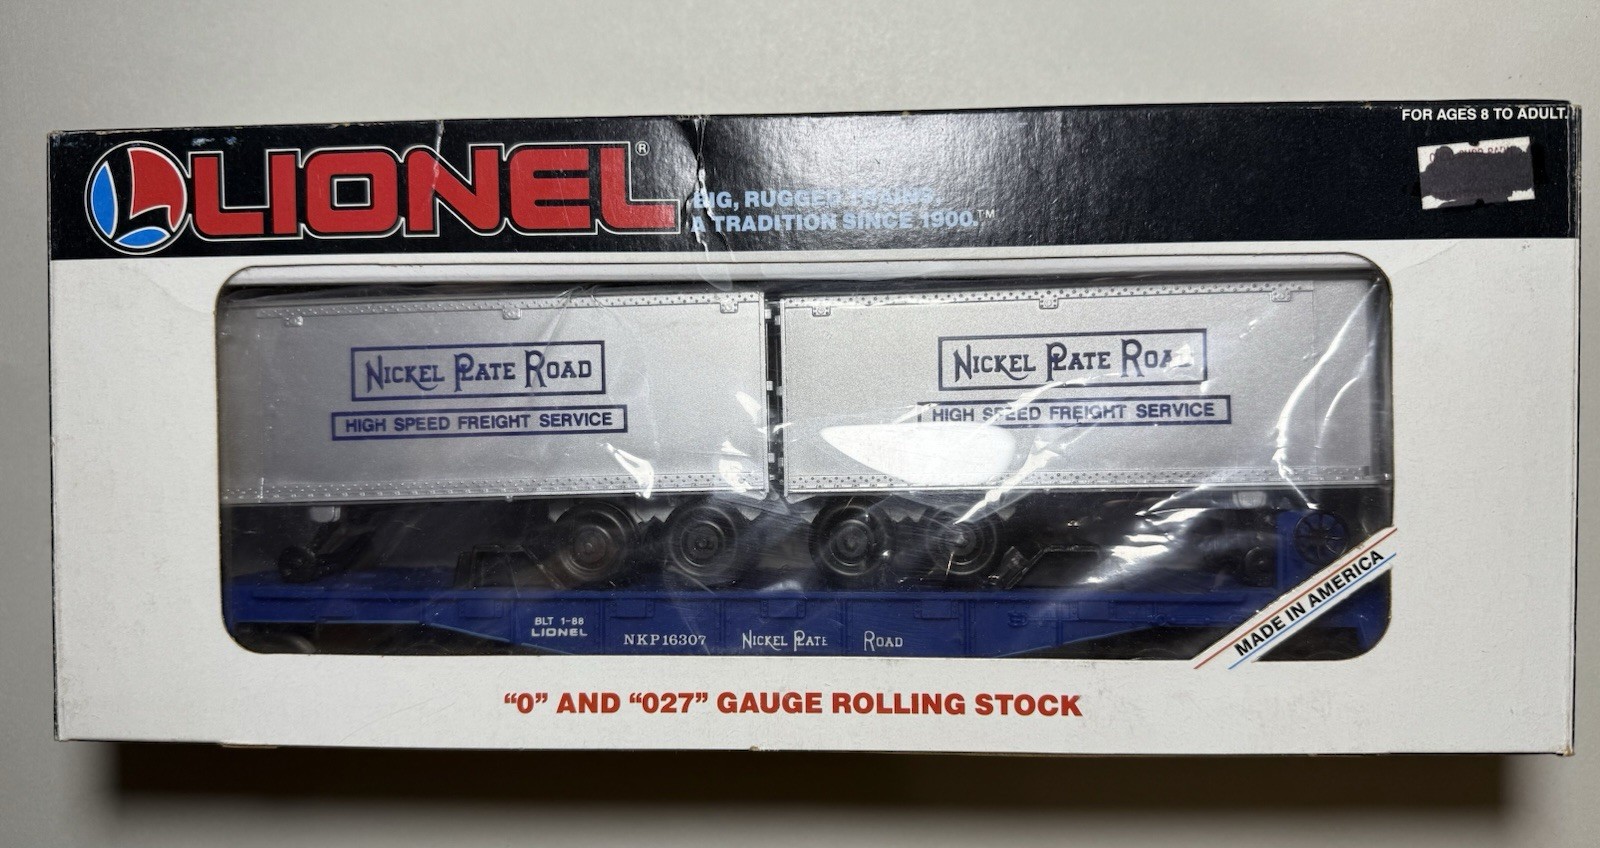 FOR AGES 8 TO ADULT.
LIONEL®
BIG, RUGGED TRAINS,
A TRADITION SINCE 1900.™
NICKEL PLATE ROAD
HIGH SPEED FREIGHT SERVICE
NICKEL PLATE ROAD
HIGH SPEED FREIGHT SERVICE
BLT 1-88
LIONEL
NKP16307 NICKEL PLATE ROAD
MADE IN AMERICA
“0” AND “027” GAUGE ROLLING STOCK